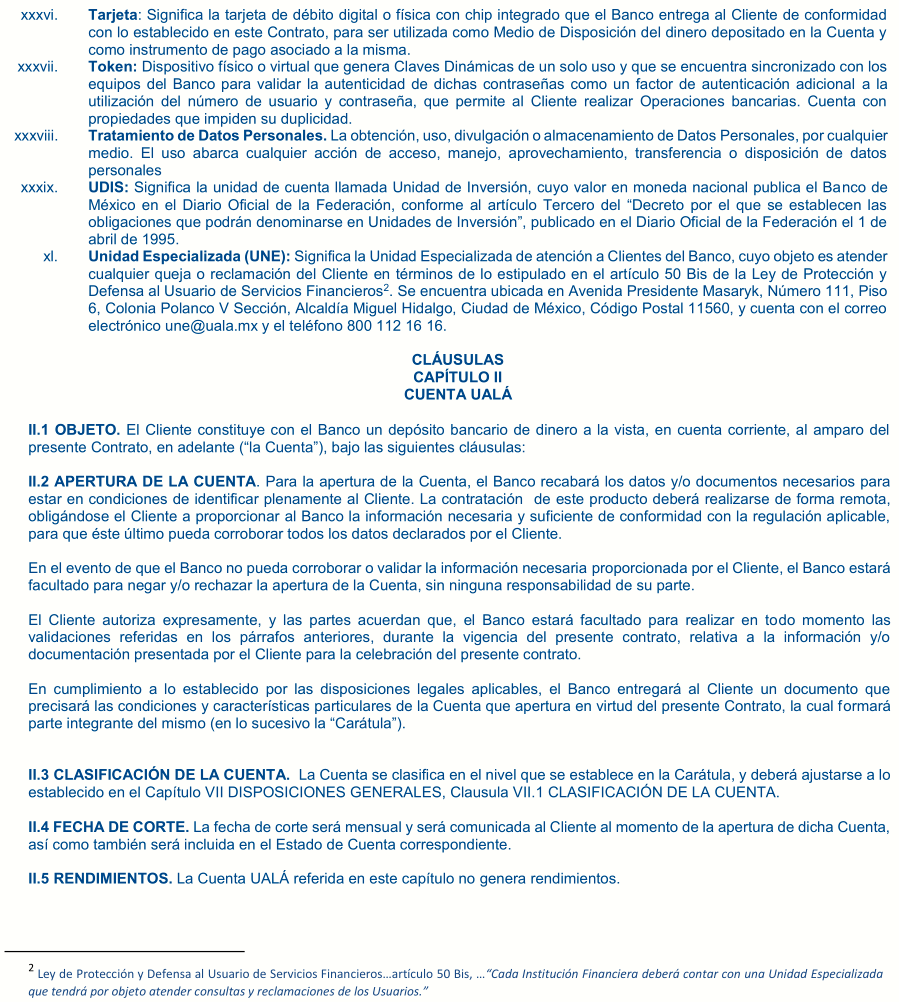 xxxvi. Tarjeta: Significa la tarjeta de débito digital o física con chip integrado que el Banco entrega al Cliente de conformidad
con lo establecido en este Contrato, para ser utilizada como Medio de Disposición del dinero depositado en la Cuenta y
como instrumento de pago asociado a la misma.
xxxvii. Token: Dispositivo físico o virtual que genera Claves Dinámicas de un solo uso y que se encuentra sincronizado con los
equipos del Banco para validar la autenticidad de dichas contraseñas como un factor de autenticación adicional a la
utilización del número de usuario y contraseña, que permite al Cliente realizar Operaciones bancarias. Cuenta con
propiedades que impiden su duplicidad.
xxxviii. Tratamiento de Datos Personales. La obtención, uso, divulgación o almacenamiento de Datos Personales, por cualquier
medio. El uso abarca cualquier acción de acceso, manejo, aprovechamiento, transferencia o disposición de datos
personales
xxxix. UDIS: Significa la unidad de cuenta llamada Unidad de Inversión, cuyo valor en moneda nacional publica el Banco de
México en el Diario Oficial de la Federación, conforme al artículo Tercero del “Decreto por el que se establecen las
obligaciones que podrán denominarse en Unidades de Inversión”, publicado en el Diario Oficial de la Federación el 1 de
abril de 1995.
xl. Unidad Especializada (UNE): Significa la Unidad Especializada de atención a Clientes del Banco, cuyo objeto es atender
cualquier queja o reclamación del Cliente en términos de lo estipulado en el artículo 50 Bis de la Ley de Protección y
Defensa al Usuario de Servicios Financieros². Se encuentra ubicada en Avenida Presidente Masaryk, Número 111, Piso
6, Colonia Polanco V Sección, Alcaldía Miguel Hidalgo, Ciudad de México, Código Postal 11560, y cuenta con el correo
electrónico une@uala.mx y el teléfono 800 112 16 16.
CLÁUSULAS
CAPÍTULO II
CUENTA UALÁ
II.1 OBJETO. El Cliente constituye con el Banco un depósito bancario de dinero a la vista, en cuenta corriente, al amparo del
presente Contrato, en adelante (“la Cuenta”), bajo las siguientes cláusulas:
II.2 APERTURA DE LA CUENTA. Para la apertura de la Cuenta, el Banco recabará los datos y/o documentos necesarios para
estar en condiciones de identificar plenamente al Cliente. La contratación de este producto deberá realizarse de forma remota,
obligándose el Cliente a proporcionar al Banco la información necesaria y suficiente de conformidad con la regulación aplicable,
para que éste último pueda corroborar todos los datos declarados por el Cliente.
En el evento de que el Banco no pueda corroborar o validar la información necesaria proporcionada por el Cliente, el Banco estará
facultado para negar y/o rechazar la apertura de la Cuenta, sin ninguna responsabilidad de su parte.
El Cliente autoriza expresamente, y las partes acuerdan que, el Banco estará facultado para realizar en todo momento las
validaciones referidas en los párrafos anteriores, durante la vigencia del presente contrato, relativa a la información y/o
documentación presentada por el Cliente para la celebración del presente contrato.
En cumplimiento a lo establecido por las disposiciones legales aplicables, el Banco entregará al Cliente un documento que
precisará las condiciones y características particulares de la Cuenta que apertura en virtud del presente Contrato, la cual formará
parte integrante del mismo (en lo sucesivo la “Carátula”).
II.3 CLASIFICACIÓN DE LA CUENTA. La Cuenta se clasifica en el nivel que se establece en la Carátula, y deberá ajustarse a lo
establecido en el Capítulo VII DISPOSICIONES GENERALES, Clausula VII.1 CLASIFICACIÓN DE LA CUENTA.
II.4 FECHA DE CORTE. La fecha de corte será mensual y será comunicada al Cliente al momento de la apertura de dicha Cuenta,
así como también será incluida en el Estado de Cuenta correspondiente.
II.5 RENDIMIENTOS. La Cuenta UALÁ referida en este capítulo no genera rendimientos.
² Ley de Protección y Defensa al Usuario de Servicios Financieros…artículo 50 Bis, …“Cada Institución Financiera deberá contar con una Unidad Especializada
que tendrá por objeto atender consultas y reclamaciones de los Usuarios.”